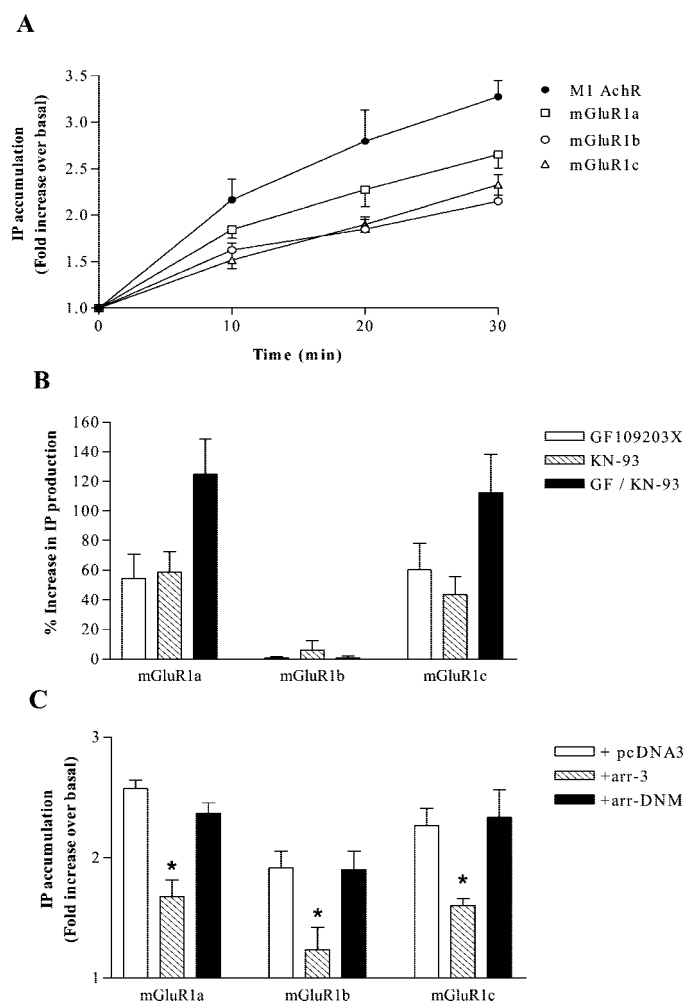 A
IP accumulation
(Fold increase over basal)
3.5
3.0
2.5
2.0
1.5
1.0
0
10
20
30
Time (min)
M1 AchR
mGluR1a
mGluR1b
mGluR1c
B
% Increase in IP production
160
140
120
100
80
60
40
20
0
mGluR1a
mGluR1b
mGluR1c
GF109203X
KN-93
GF / KN-93
C
IP accumulation
(Fold increase over basal)
3
2
1
*
*
*
mGluR1a
mGluR1b
mGluR1c
+ pcDNA3
+arr-3
+arr-DNM